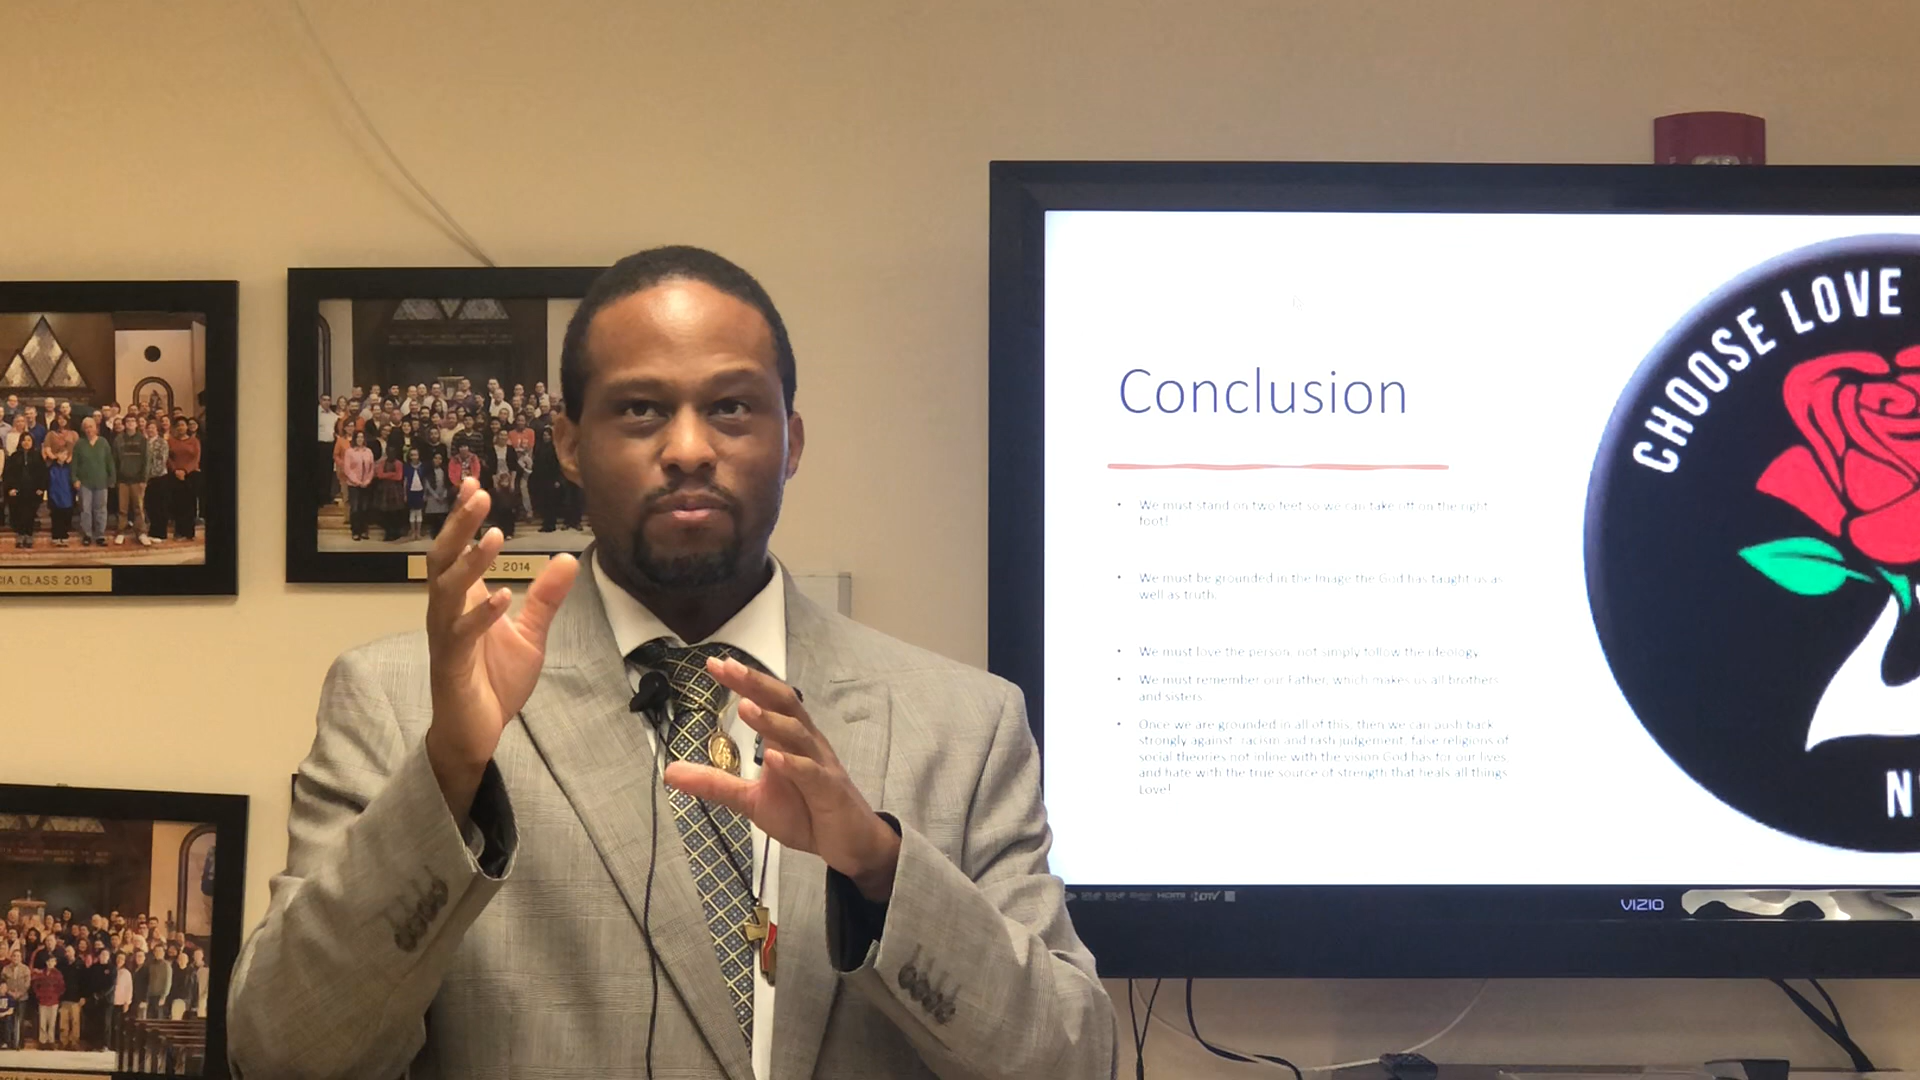 CIA CLASS 2013
S 2014
CHOOSE LOVE
Conclusion
We must stand on two feet so we can take off on the right
foot!
We must be grounded in the Image the God has taught us as
well as truth.
We must love the person, not simply follow the ideology.
We must remember our Father, which makes us all brothers
and sisters.
Once we are grounded in all of this, then we can push back
strongly against racism and rash judgement, false religions of
social theories not inline with the vision God has for our lives
and hate with the true source of strength that heals all things
Love!
N
VIZIO
HDMI
HDTV
CIA CLASS